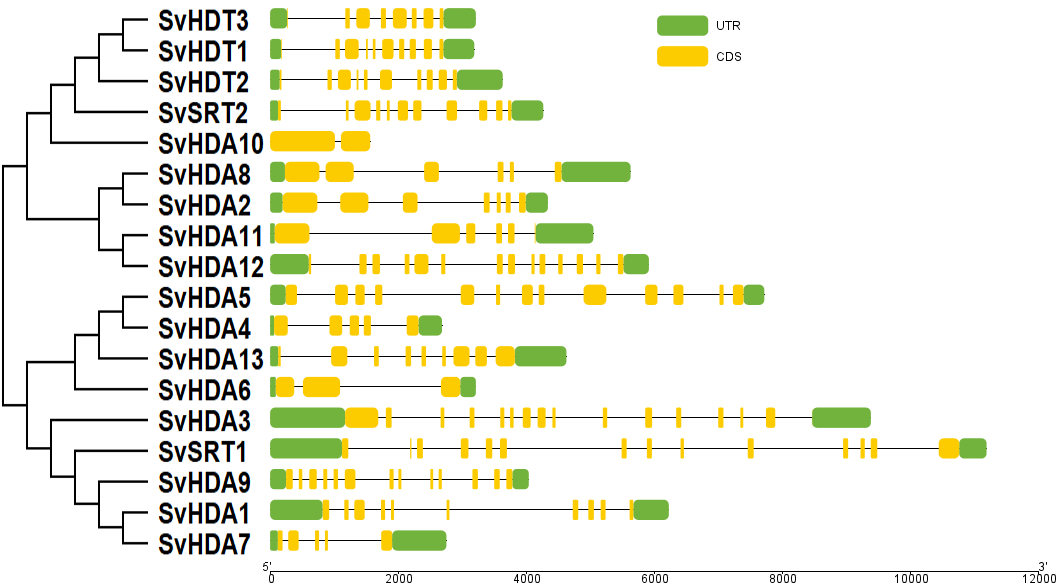 SvHDT3
UTR
SvHDT1
CDS
SvHDT2
SvSRT2
SvHDA10
SvHDA8
SvHDA2
SvHDA11
SvHDA12
SvHDA5
SvHDA4
SvHDA13
SvHDA6
SvHDA3
SvSRT1
SvHDA9
SvHDA1
SvHDA7
5' 3'
0 2000 4000 6000 8000 10000 12000